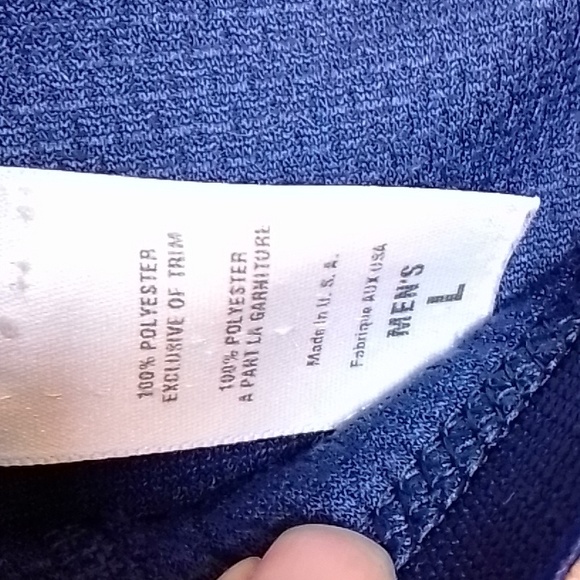 100% POLYESTER
EXCLUSIVE OF TRIM
100% POLYESTER
A PART LA GARNITURE
Made in U. S. A.
Fabrique AUX USA
MEN'S
L